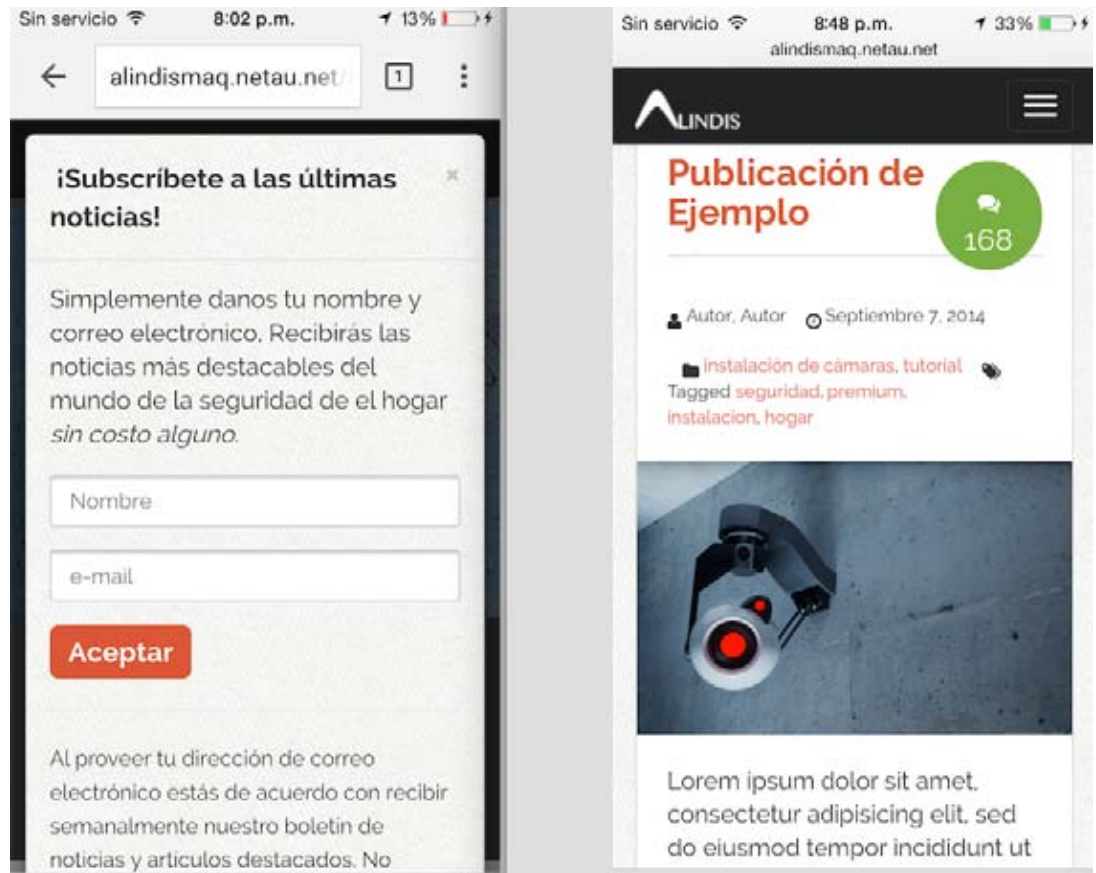 Sin servicio 8:02 p.m. 13%
alindismaq.netau.net/
1
¡Subscríbete a las últimas
noticias!
×
Simplemente danos tu nombre y
correo electrónico. Recibirás las
noticias más destacables del
mundo de la seguridad de el hogar
sin costo alguno.
Nombre
e-mail
Aceptar
Al proveer tu dirección de correo
electrónico estás de acuerdo con recibir
semanalmente nuestro boletin de
noticias y artículos destacados. No
Sin servicio 8:48 p.m. 33%
alindismaq.netau.net
ALINDIS
Publicación de
Ejemplo
168
Autor, Autor Septiembre 7, 2014
instalación de cámaras, tutorial
Tagged seguridad, premium,
instalacion, hogar
Lorem ipsum dolor sit amet,
consectetur adipisicing elit, sed
do eiusmod tempor incididunt ut